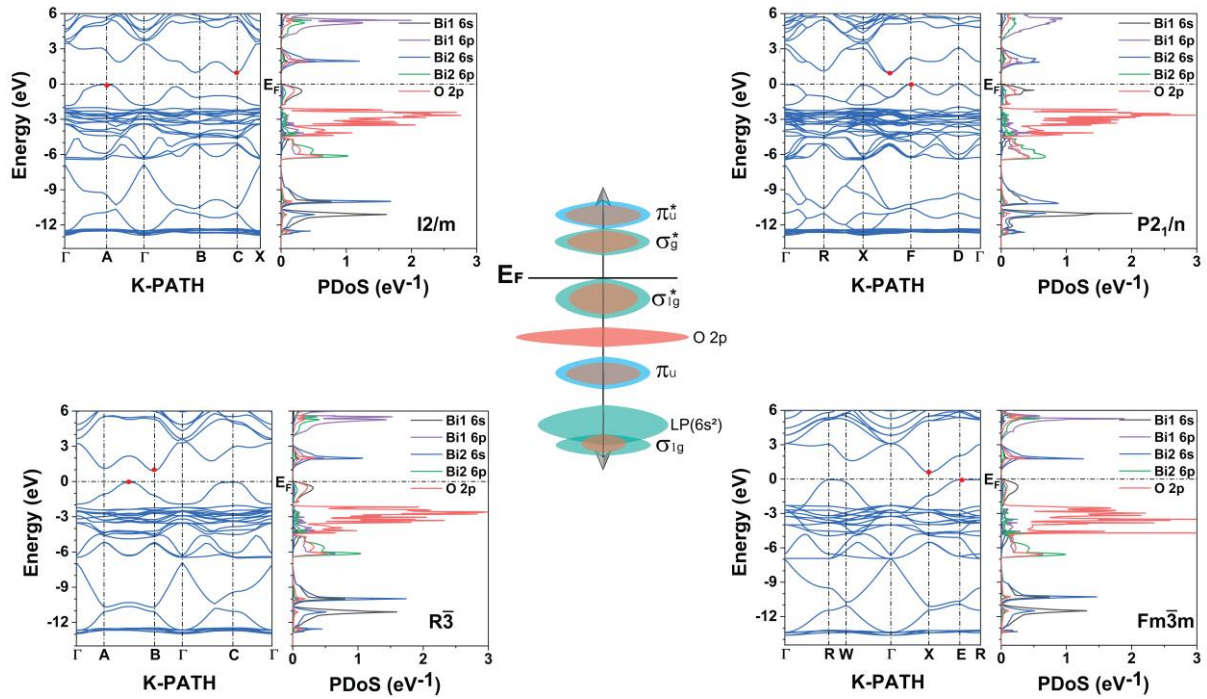 6
3
0
-3
-6
-9
-12
Energy (eV)
Γ A Γ B C X
K-PATH
E_F
Bi1 6s
Bi1 6p
Bi2 6s
Bi2 6p
O 2p
I2/m
0 1 2 3
PDoS (eV⁻¹)
6
3
0
-3
-6
-9
-12
Energy (eV)
Γ R X F D Γ
K-PATH
E_F
Bi1 6s
Bi1 6p
Bi2 6s
Bi2 6p
O 2p
P2₁/n
0 1 2 3
PDoS (eV⁻¹)
π*u
σ*g
E_F
σ*1g
O 2p
πu
LP(6s²)
σ1g
6
3
0
-3
-6
-9
-12
Energy (eV)
Γ A B Γ C Γ
K-PATH
E_F
Bi1 6s
Bi1 6p
Bi2 6s
Bi2 6p
O 2p
R3̅
0 1 2 3
PDoS (eV⁻¹)
6
3
0
-3
-6
-9
-12
Energy (eV)
Γ R W Γ X E R
K-PATH
E_F
Bi1 6s
Bi1 6p
Bi2 6s
Bi2 6p
O 2p
Fm3̅m
0 1 2 3
PDoS (eV⁻¹)